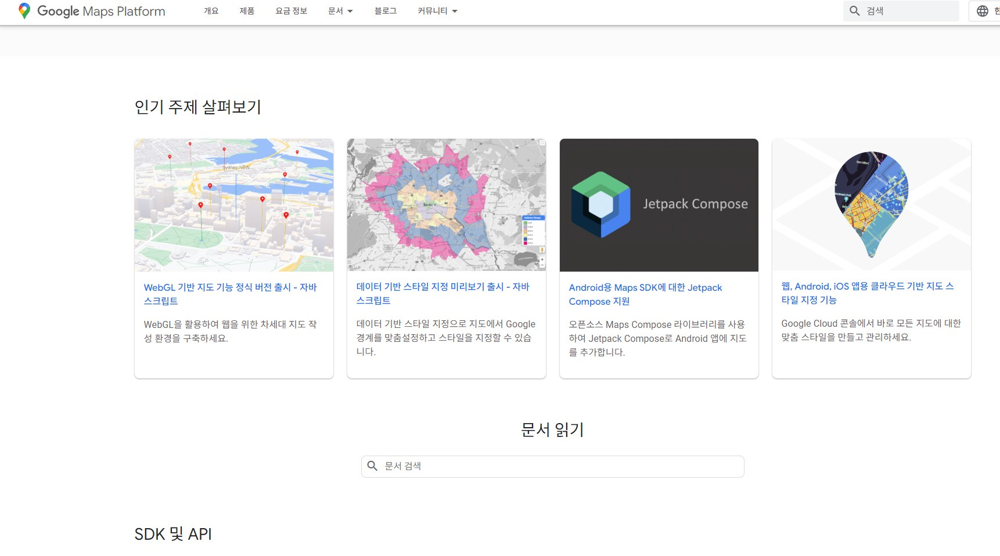 Google Maps Platform 개요 제품 요금 정보 문서 블로그 커뮤니티 검색
인기 주제 살펴보기
Sydney, NSW
Berlin
Delivery Charge
Jetpack Compose
WebGL 기반 지도 기능 정식 버전 출시 - 자바
스크립트
WebGL을 활용하여 웹을 위한 차세대 지도 작
성 환경을 구축하세요.
데이터 기반 스타일 지정 미리보기 출시 - 자바
스크립트
데이터 기반 스타일 지정으로 지도에서 Google
경계를 맞춤설정하고 스타일을 지정할 수 있습
니다.
Android용 Maps SDK에 대한 Jetpack
Compose 지원
오픈소스 Maps Compose 라이브러리를 사용
하여 Jetpack Compose로 Android 앱에 지도
를 추가합니다.
웹, Android, iOS 앱용 클라우드 기반 지도 스
타일 지정 기능
Google Cloud 콘솔에서 바로 모든 지도에 대한
맞춤 스타일을 만들고 관리하세요.
문서 읽기
문서 검색
SDK 및 API